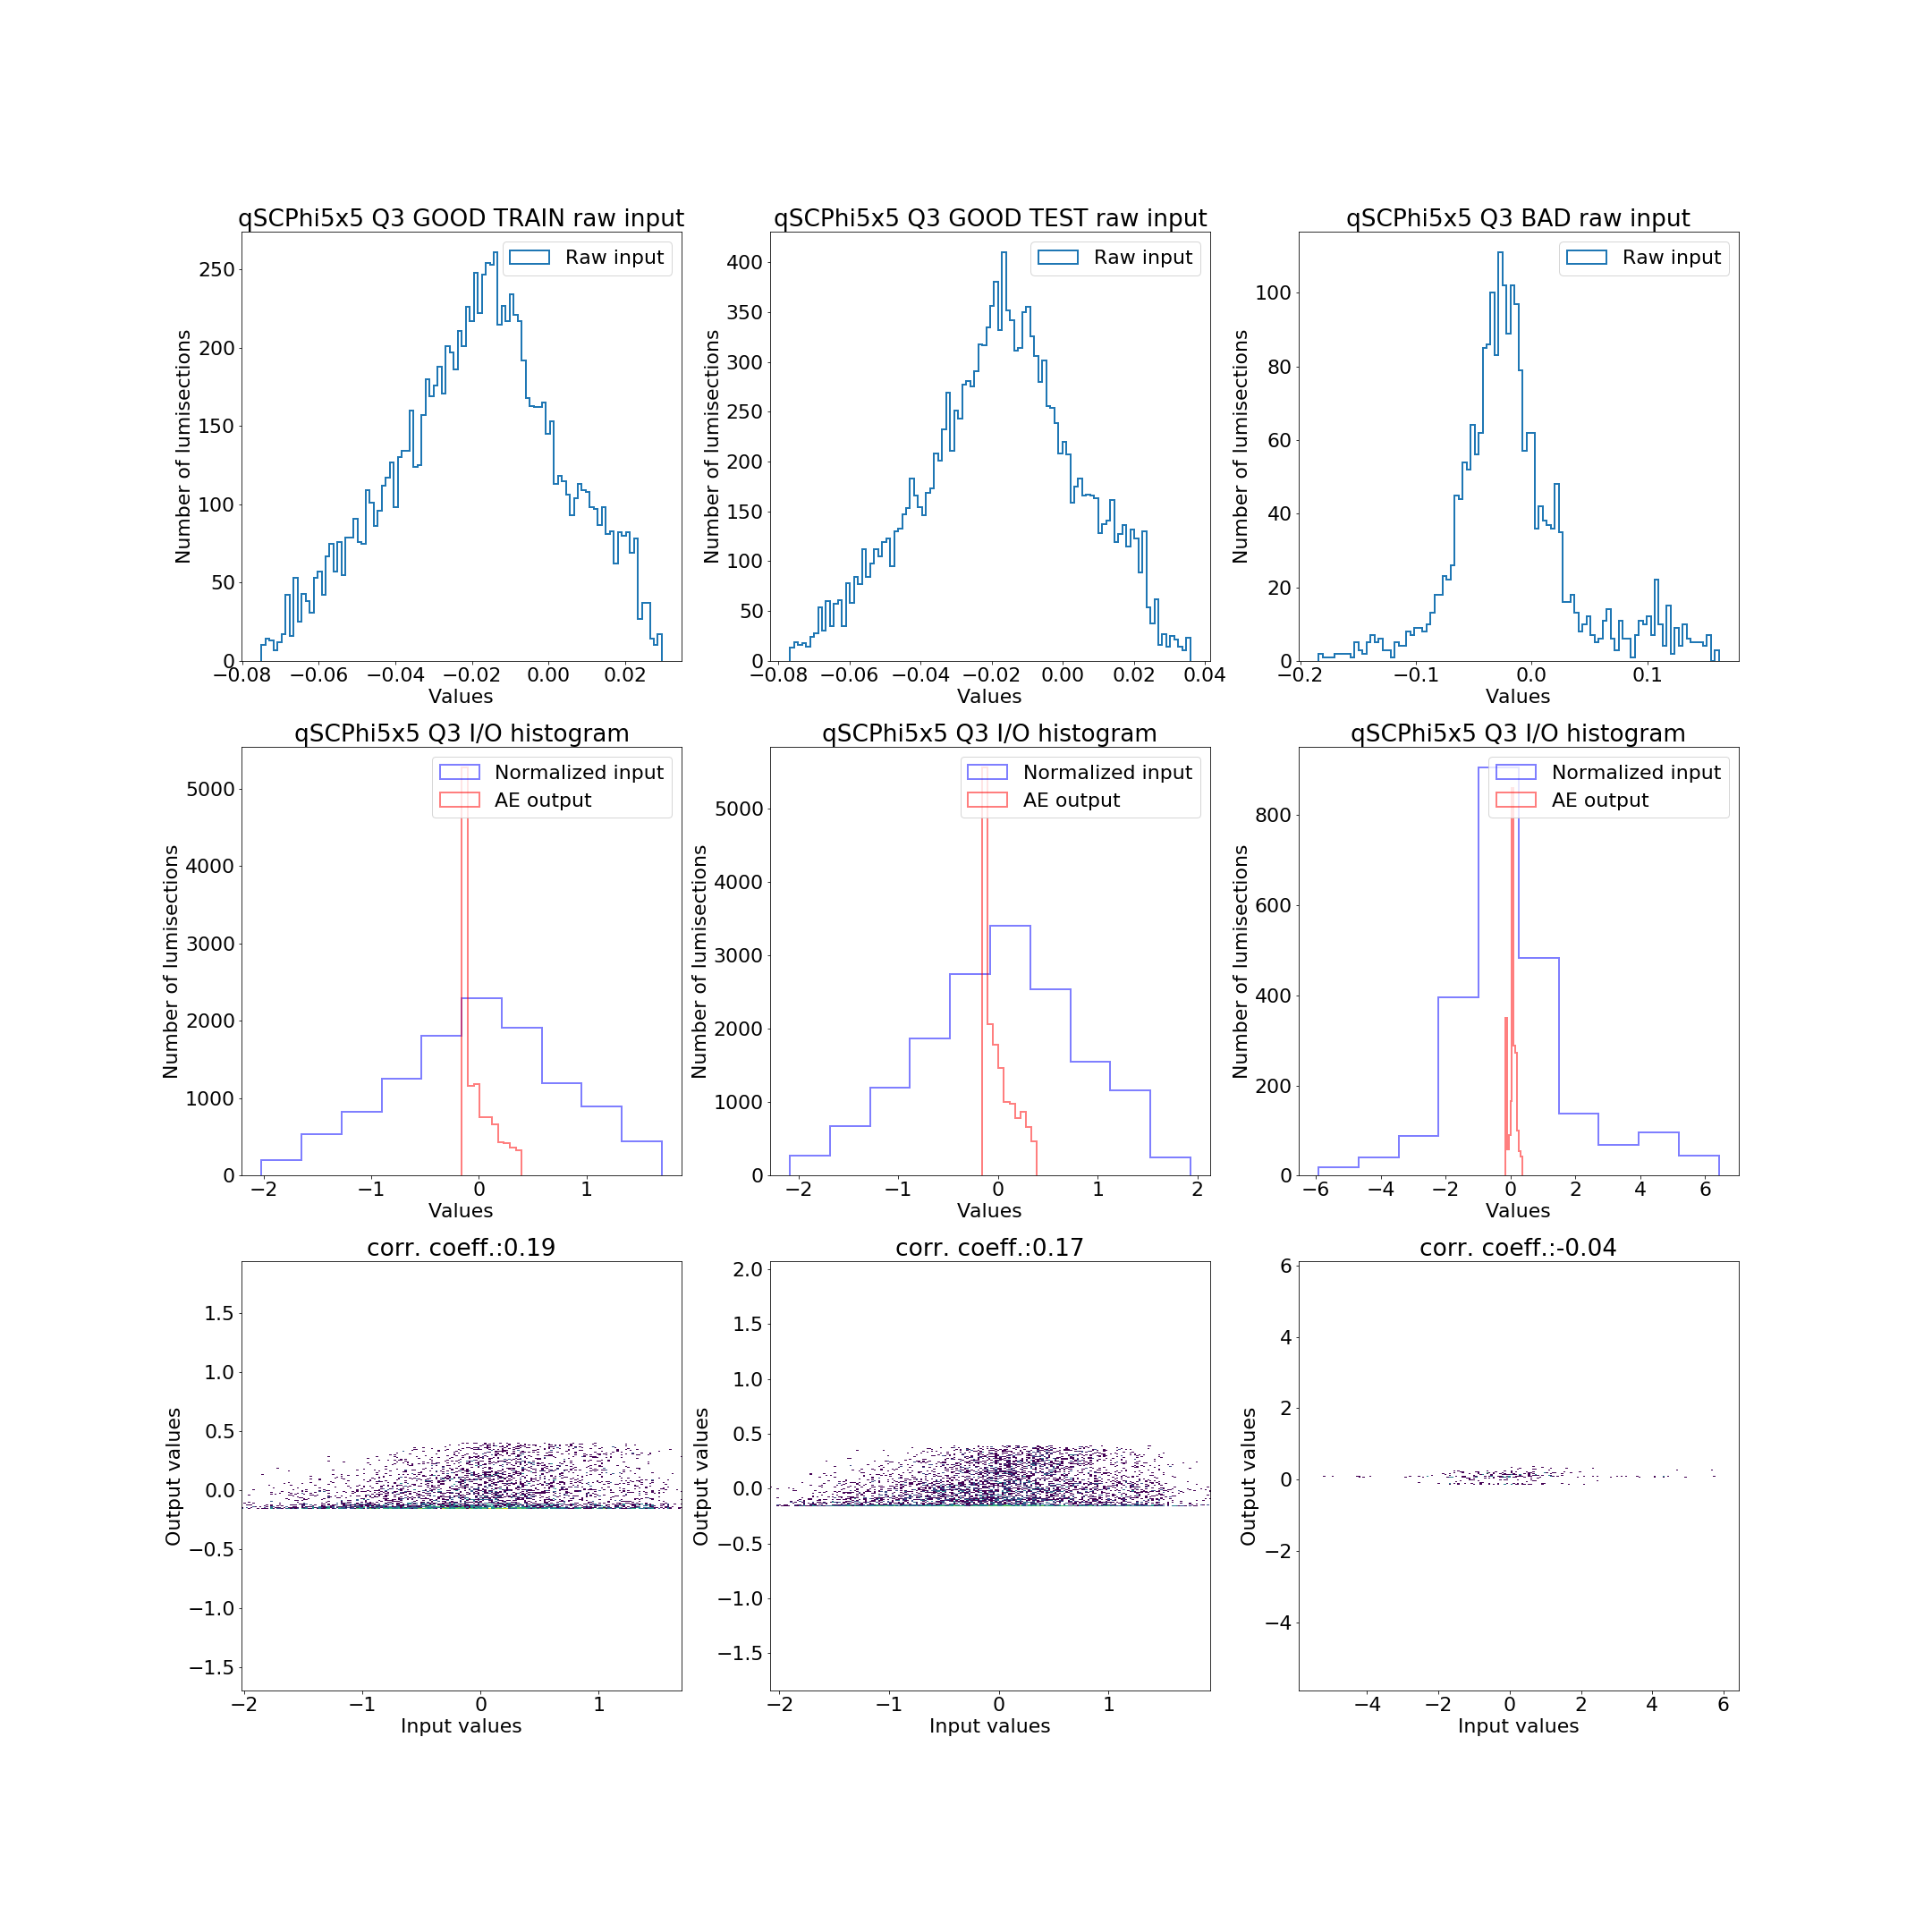 qSCPhi5x5 Q3 GOOD TRAIN raw input
Raw input
Number of lumisections
250
200
150
100
50
0
−0.08 −0.06 −0.04 −0.02 0.00 0.02
Values
qSCPhi5x5 Q3 GOOD TEST raw input
Raw input
Number of lumisections
400
350
300
250
200
150
100
50
0
−0.08 −0.06 −0.04 −0.02 0.00 0.02 0.04
Values
qSCPhi5x5 Q3 BAD raw input
Raw input
Number of lumisections
100
80
60
40
20
0
−0.2 −0.1 0.0 0.1
Values
qSCPhi5x5 Q3 I/O histogram
Normalized input
AE output
Number of lumisections
5000
4000
3000
2000
1000
0
−2 −1 0 1
Values
qSCPhi5x5 Q3 I/O histogram
Normalized input
AE output
Number of lumisections
5000
4000
3000
2000
1000
0
−2 −1 0 1 2
Values
qSCPhi5x5 Q3 I/O histogram
Normalized input
AE output
Number of lumisections
800
600
400
200
0
−6 −4 −2 0 2 4 6
Values
corr. coeff.:0.19
Output values
1.5
1.0
0.5
0.0
−0.5
−1.0
−1.5
−2 −1 0 1
Input values
corr. coeff.:0.17
Output values
2.0
1.5
1.0
0.5
0.0
−0.5
−1.0
−1.5
−2 −1 0 1
Input values
corr. coeff.:-0.04
Output values
6
4
2
0
−2
−4
−4 −2 0 2 4 6
Input values